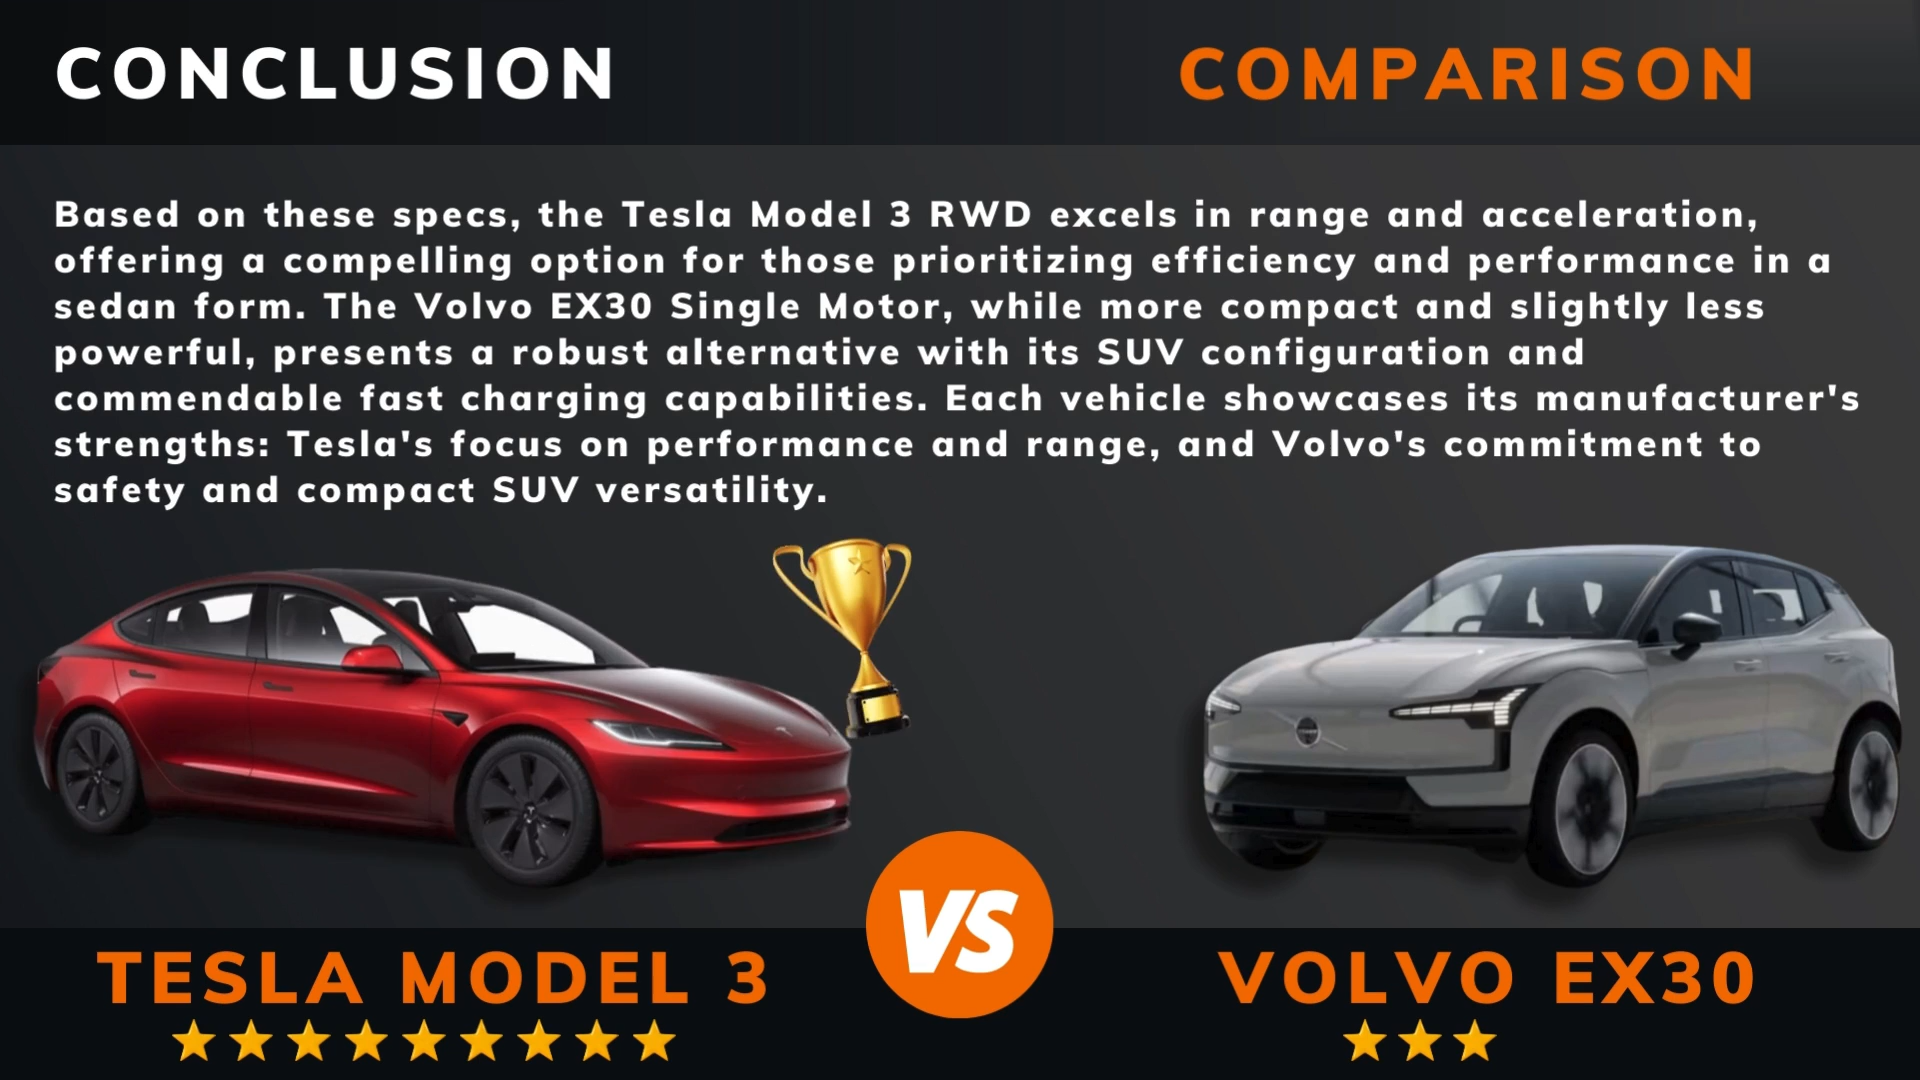 CONCLUSION
COMPARISON
Based on these specs, the Tesla Model 3 RWD excels in range and acceleration,
offering a compelling option for those prioritizing efficiency and performance in a
sedan form. The Volvo EX30 Single Motor, while more compact and slightly less
powerful, presents a robust alternative with its SUV configuration and
commendable fast charging capabilities. Each vehicle showcases its manufacturer's
strengths: Tesla's focus on performance and range, and Volvo's commitment to
safety and compact SUV versatility.
VS
TESLA MODEL 3
VOLVO EX30